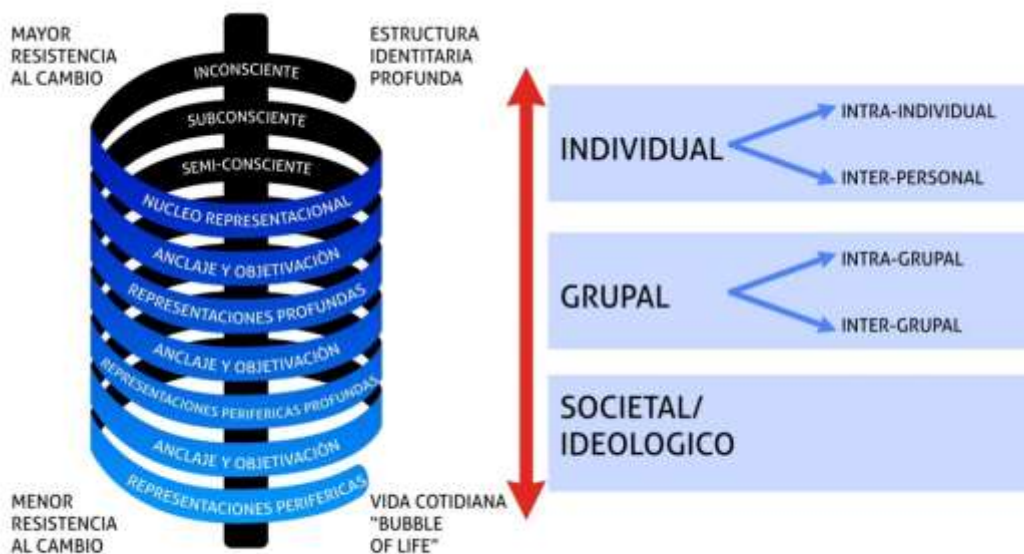 MAYOR
RESISTENCIA
AL CAMBIO
ESTRUCTURA
IDENTITARIA
PROFUNDA
INCONSCIENTE
SUBCONSCIENTE
SEMI-CONSCIENTE
NUCLEO REPRESENTACIONAL
ANCLAJE Y OBJETIVACIÓN
REPRESENTACIONES PROFUNDAS
ANCLAJE Y OBJETIVACIÓN
REPRESENTACIONES PERIFERICAS PROFUNDAS
ANCLAJE Y OBJETIVACIÓN
REPRESENTACIONES PERIFERICAS
MENOR
RESISTENCIA
AL CAMBIO
VIDA COTIDIANA
"BUBBLE
OF LIFE"
INDIVIDUAL
INTRA-INDIVIDUAL
INTER-PERSONAL
GRUPAL
INTRA-GRUPAL
INTER-GRUPAL
SOCIETAL/
IDEOLOGICO